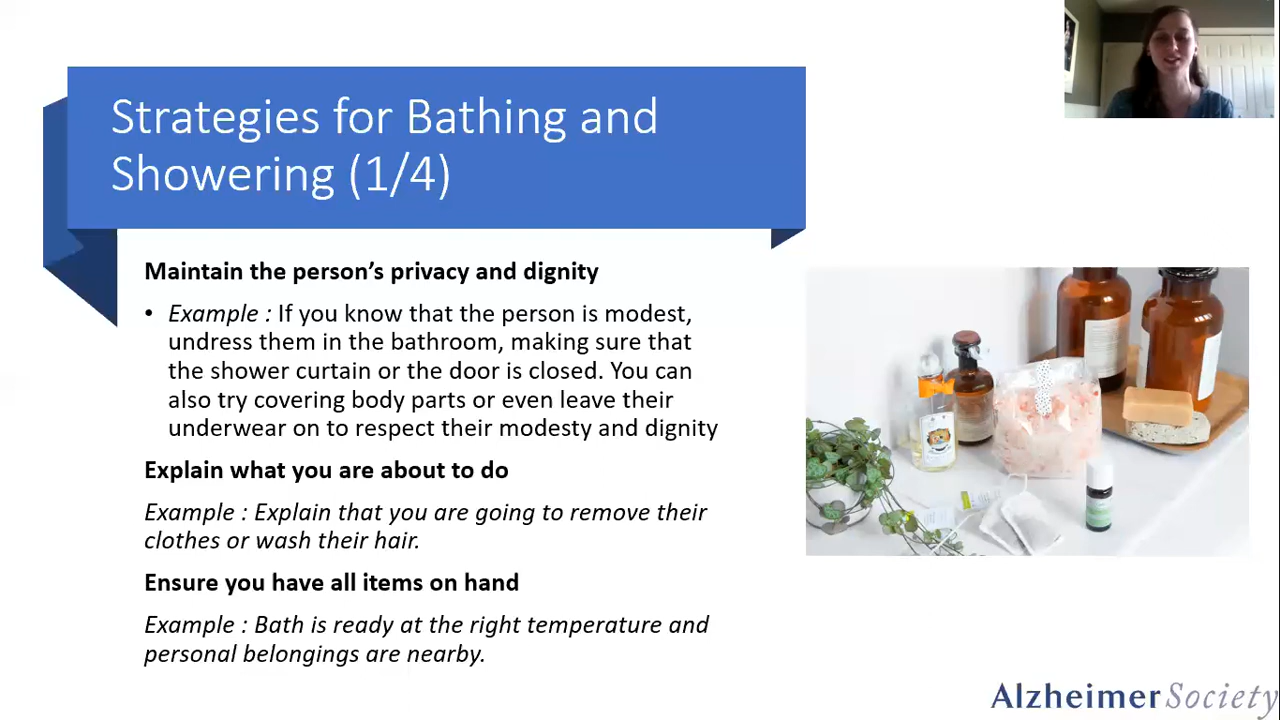 Strategies for Bathing and
Showering (1/4)
Maintain the person’s privacy and dignity
• Example : If you know that the person is modest,
undress them in the bathroom, making sure that
the shower curtain or the door is closed. You can
also try covering body parts or even leave their
underwear on to respect their modesty and dignity
Explain what you are about to do
Example : Explain that you are going to remove their
clothes or wash their hair.
Ensure you have all items on hand
Example : Bath is ready at the right temperature and
personal belongings are nearby.
AlzheimerSociety